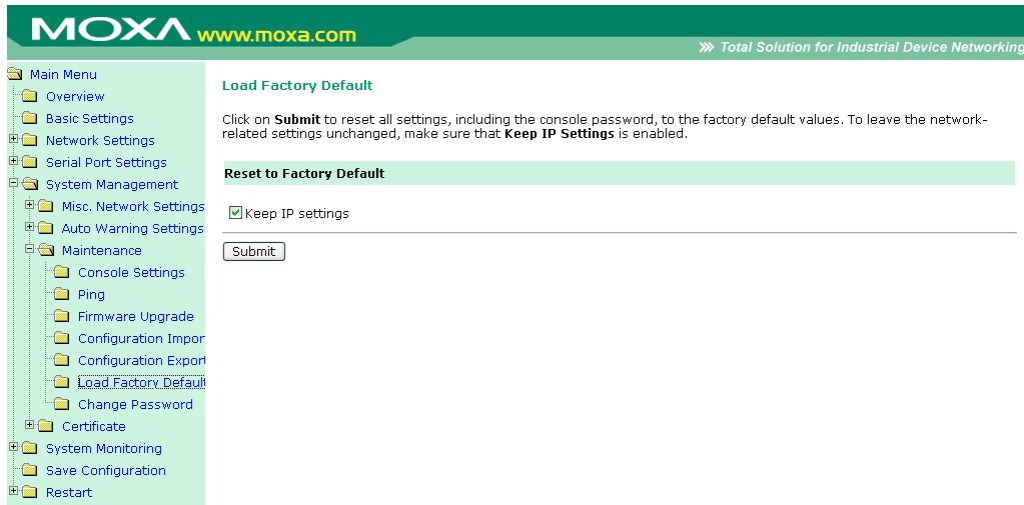 MOXA www.moxa.com
Total Solution for Industrial Device Networking
Main Menu
Overview
Basic Settings
Network Settings
Serial Port Settings
System Management
Misc. Network Settings
Auto Warning Settings
Maintenance
Console Settings
Ping
Firmware Upgrade
Configuration Impor
Configuration Export
Load Factory Default
Change Password
Certificate
System Monitoring
Save Configuration
Restart
Load Factory Default
Click on Submit to reset all settings, including the console password, to the factory default values. To leave the network-
related settings unchanged, make sure that Keep IP Settings is enabled.
Reset to Factory Default
Keep IP settings
Submit